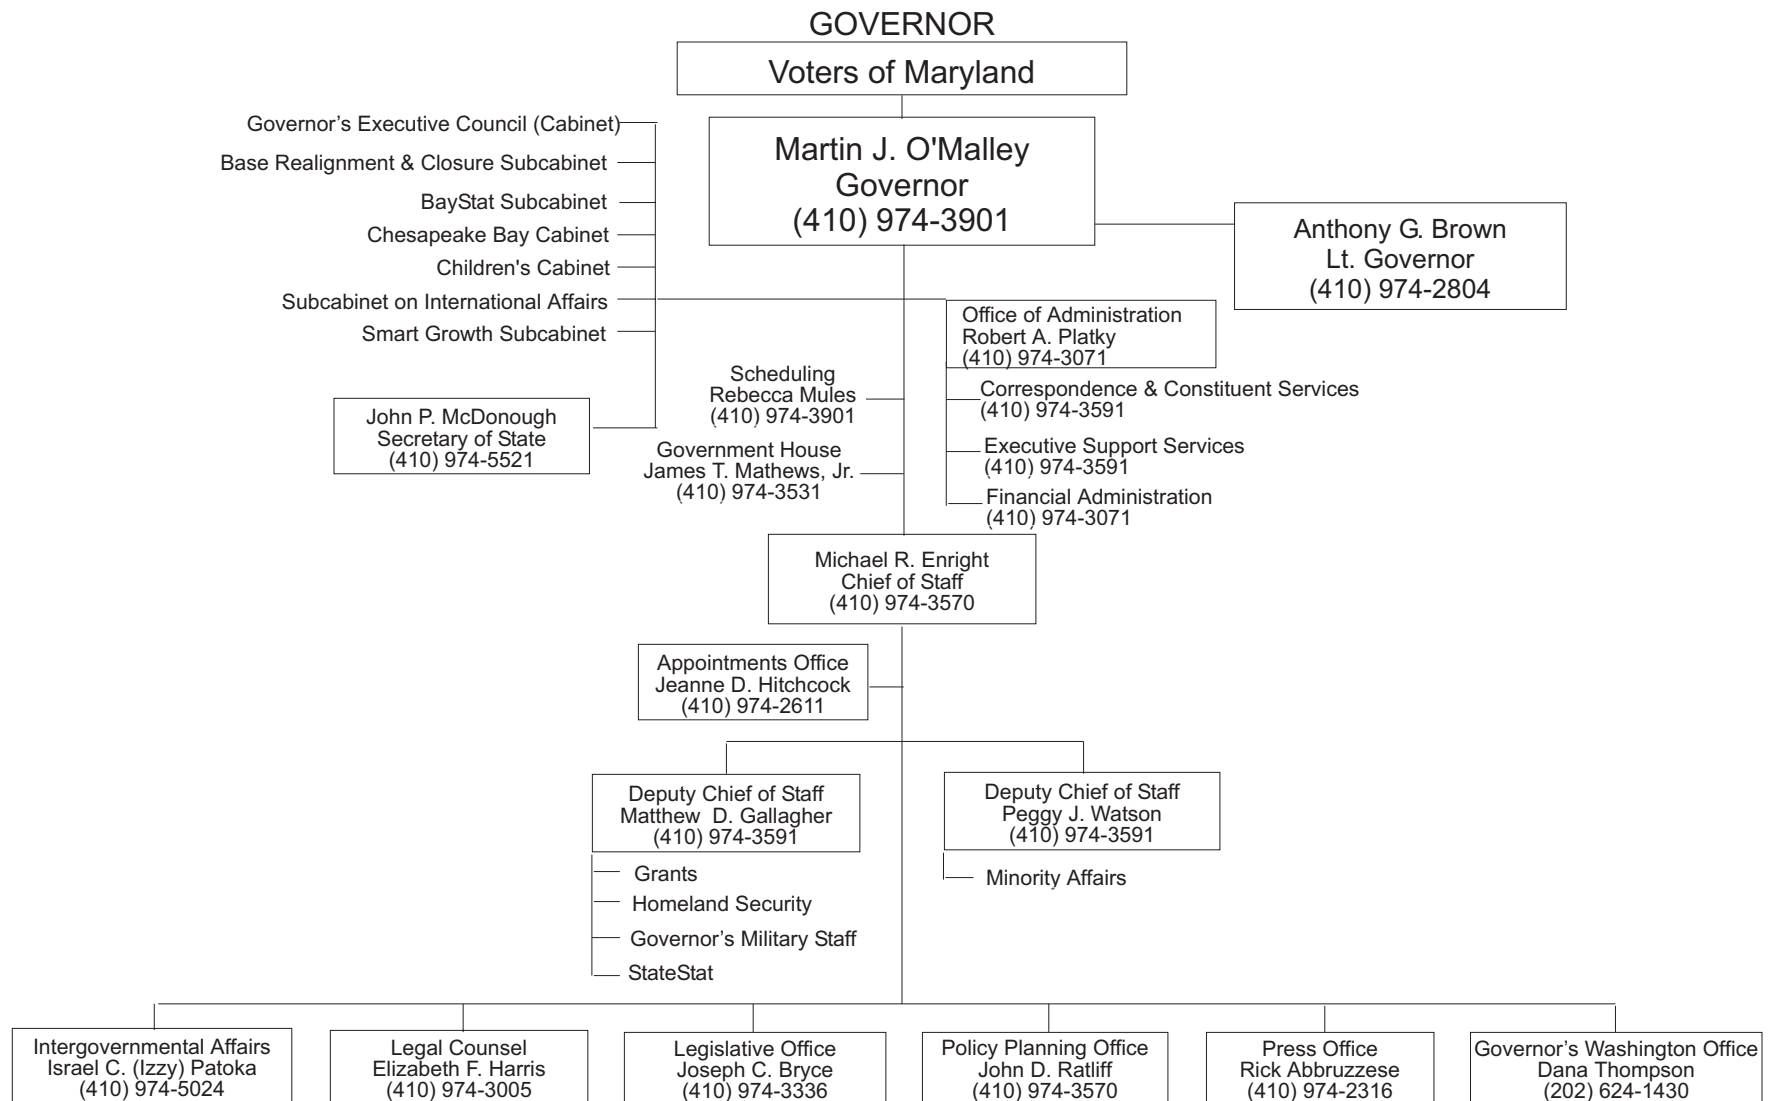 GOVERNOR
Voters of Maryland
Martin J. O'Malley
Governor
(410) 974-3901
Anthony G. Brown
Lt. Governor
(410) 974-2804
Governor’s Executive Council (Cabinet)
Base Realignment & Closure Subcabinet
BayStat Subcabinet
Chesapeake Bay Cabinet
Children's Cabinet
Subcabinet on International Affairs
Smart Growth Subcabinet
John P. McDonough
Secretary of State
(410) 974-5521
Office of Administration
Robert A. Platky
(410) 974-3071
Correspondence & Constituent Services
(410) 974-3591
Executive Support Services
(410) 974-3591
Financial Administration
(410) 974-3071
Scheduling
Rebecca Mules
(410) 974-3901
Government House
James T. Mathews, Jr.
(410) 974-3531
Michael R. Enright
Chief of Staff
(410) 974-3570
Appointments Office
Jeanne D. Hitchcock
(410) 974-2611
Deputy Chief of Staff
Matthew D. Gallagher
(410) 974-3591
Grants
Homeland Security
Governor’s Military Staff
StateStat
Deputy Chief of Staff
Peggy J. Watson
(410) 974-3591
Minority Affairs
Intergovernmental Affairs
Israel C. (Izzy) Patoka
(410) 974-5024
Legal Counsel
Elizabeth F. Harris
(410) 974-3005
Legislative Office
Joseph C. Bryce
(410) 974-3336
Policy Planning Office
John D. Ratliff
(410) 974-3570
Press Office
Rick Abbruzzese
(410) 974-2316
Governor’s Washington Office
Dana Thompson
(202) 624-1430